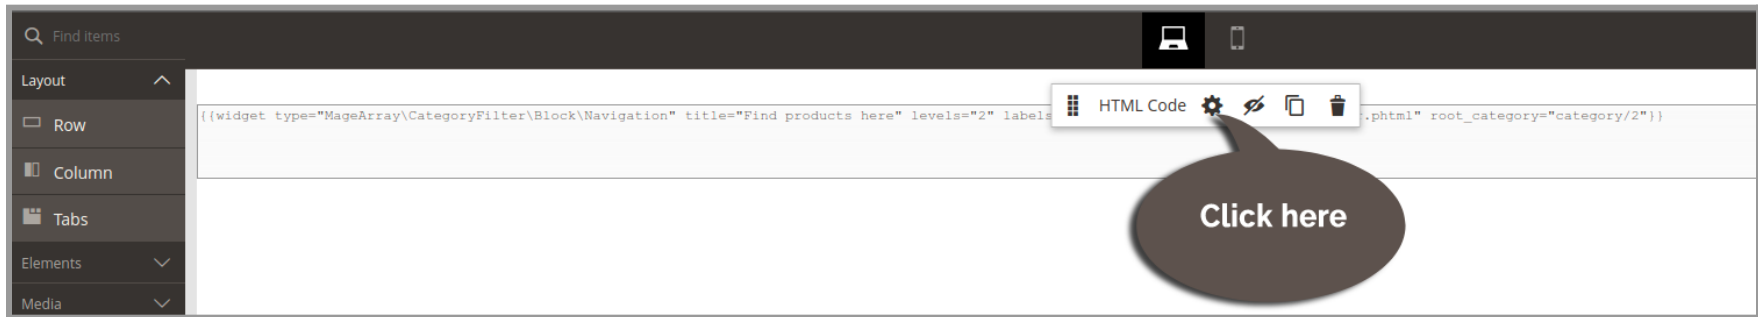 Find items
Layout
Row
Column
Tabs
Elements
Media
HTML Code
{{widget type="MageArray\CategoryFilter\Block\Navigation" title="Find products here" levels="2" labels .phtml" root_category="category/2"}}
Click here